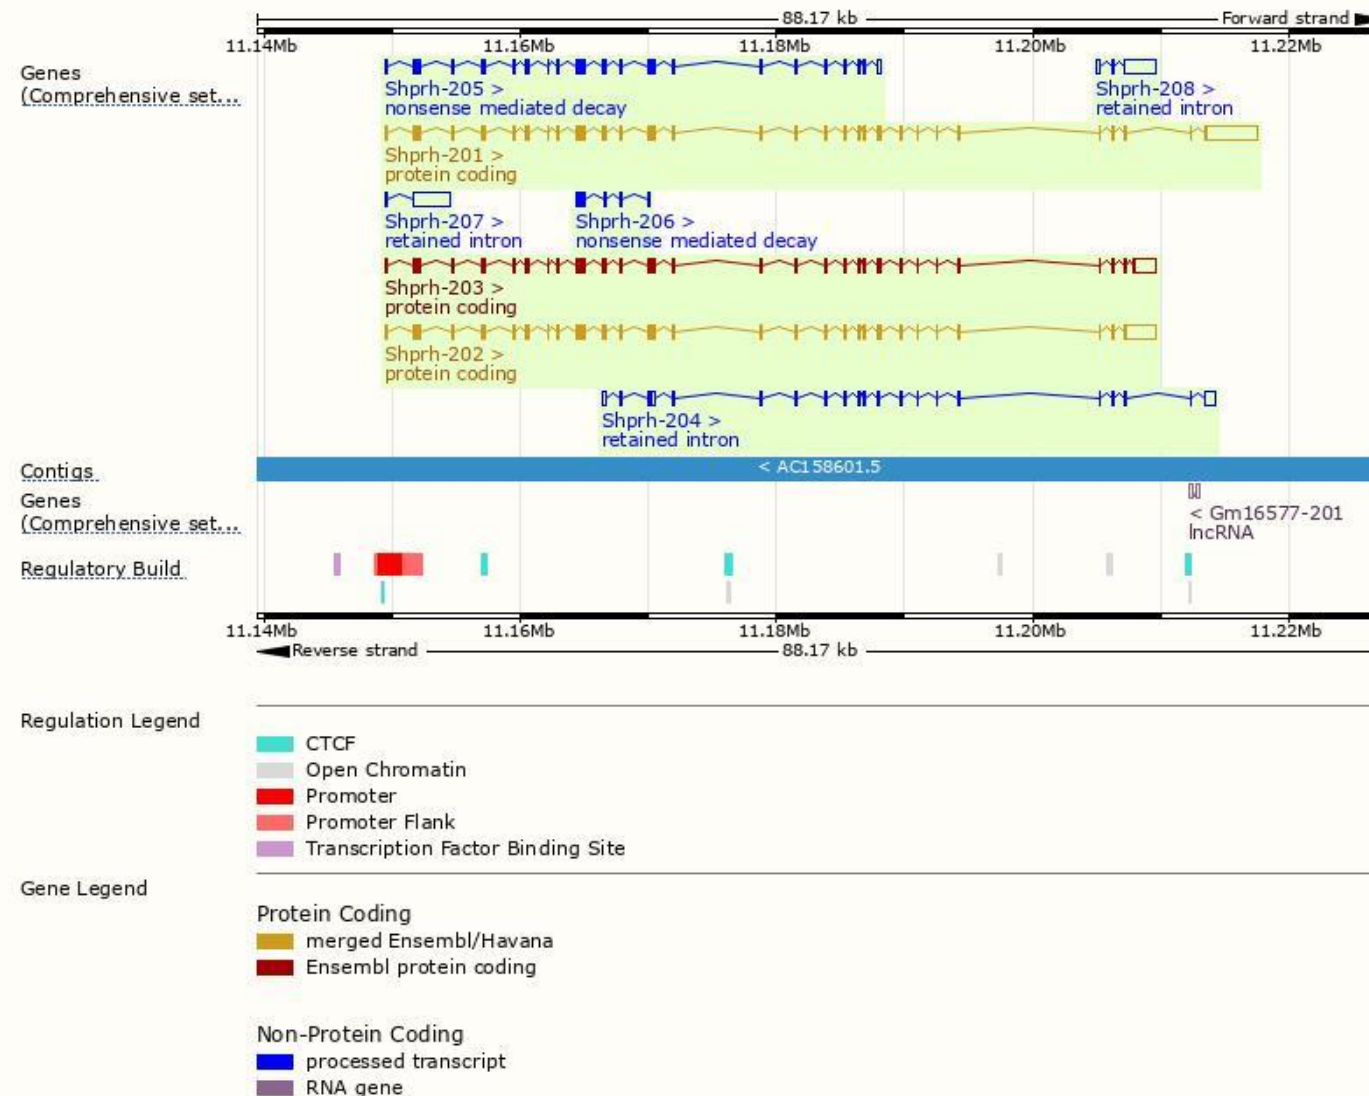 88.17 kb Forward strand
11.14Mb 11.16Mb 11.18Mb 11.20Mb 11.22Mb
Genes
(Comprehensive set...
Shprh-205 > Shprh-208 >
nonsense mediated decay retained intron
Shprh-201 >
protein coding
Shprh-207 > Shprh-206 >
retained intron nonsense mediated decay
Shprh-203 >
protein coding
Shprh-202 >
protein coding
Shprh-204 >
retained intron
Contigs < AC158601.5
Genes
(Comprehensive set...
< Gm16577-201
lncRNA
Regulatory Build
11.14Mb 11.16Mb 11.18Mb 11.20Mb 11.22Mb
Reverse strand 88.17 kb
Regulation Legend
CTCF
Open Chromatin
Promoter
Promoter Flank
Transcription Factor Binding Site
Gene Legend
Protein Coding
merged Ensembl/Havana
Ensembl protein coding
Non-Protein Coding
processed transcript
RNA gene